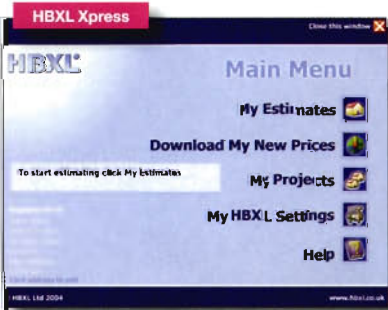 HBXL Xpress
Close this window
HBXL
Main Menu
My Estimates
Download My New Prices
To start estimating click My Estimates
My Projects
My HBXL Settings
Help
HBXL Ltd 2004
www.hbxl.co.uk